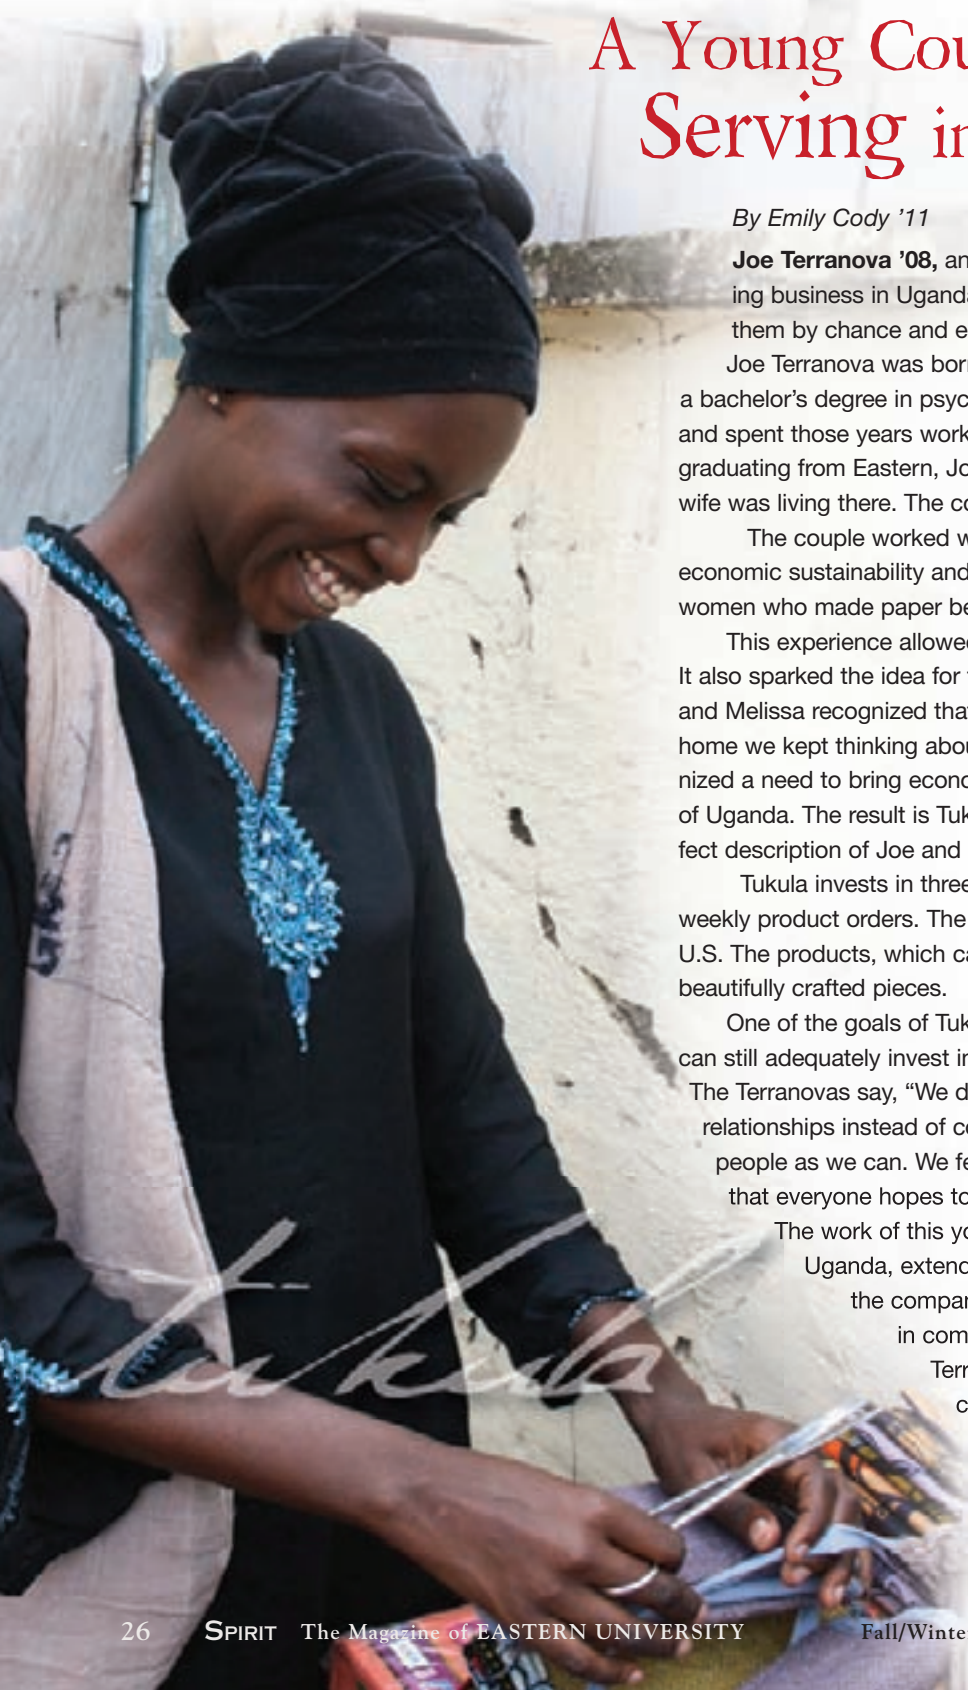 A Young Cou
Serving in
By Emily Cody ’11
Joe Terranova ’08, an
ing business in Uganda
them by chance and e
Joe Terranova was born
a bachelor’s degree in psyc
and spent those years work
graduating from Eastern, Jo
wife was living there. The co
The couple worked w
economic sustainability and
women who made paper be
This experience allowed
It also sparked the idea for
and Melissa recognized that
home we kept thinking abou
nized a need to bring econo
of Uganda. The result is Tuk
fect description of Joe and
Tukula invests in three
weekly product orders. The
U.S. The products, which ca
beautifully crafted pieces.
One of the goals of Tuk
can still adequately invest in
The Terranovas say, “We d
relationships instead of co
people as we can. We fe
that everyone hopes to
The work of this yo
Uganda, extend
the compan
in com
Terr
c
tukula
26 SPIRIT The Magazine of EASTERN UNIVERSITY Fall/Winte